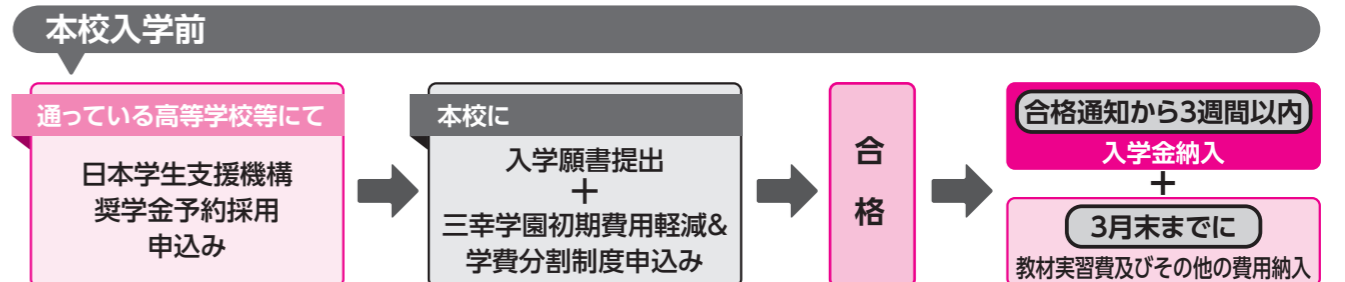 本校入学前
通っている高等学校等にて
日本学生支援機構
奨学金予約採用
申込み
本校に
入学願書提出
+
三幸学園初期費用軽減&
学費分割制度申込み
合
格
合格通知から3週間以内
入学金納入
+
3月末までに
教材実習費及びその他の費用納入